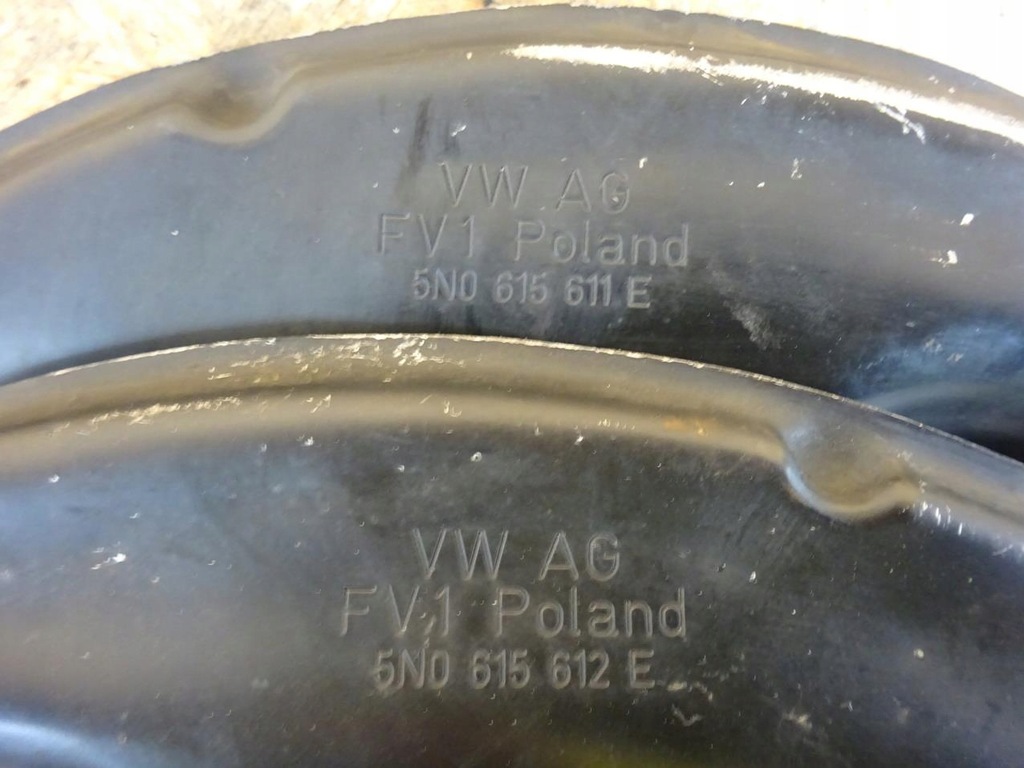 VW AG
FV1 Poland
5N0 615 611 E
VW AG
FV1 Poland
5N0 615 612 E